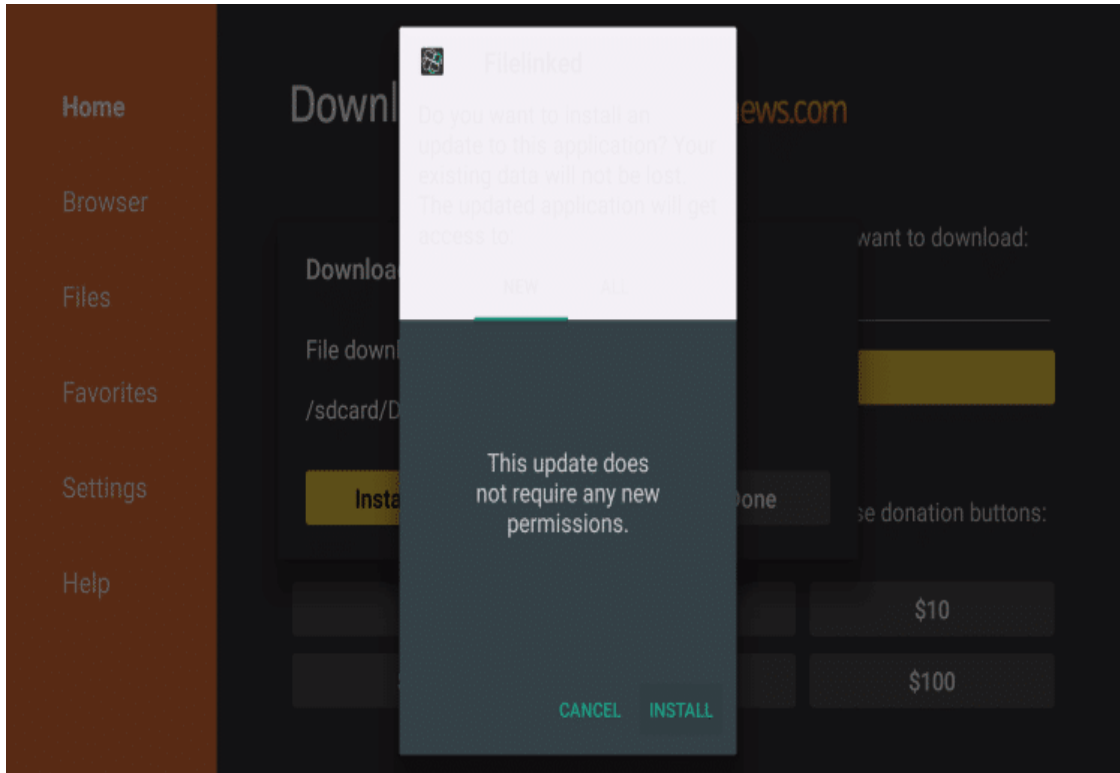 Home
Browser
Files
Favorites
Settings
Help
Downl
ews.com
want to download:
Downloa
File downl
/sdcard/D
Insta
Done
se donation buttons:
$10
$100
Filelinked
Do you want to install an
update to this application? Your
existing data will not be lost.
The updated application will get
access to:
NEW ALL
This update does
not require any new
permissions.
CANCEL INSTALL